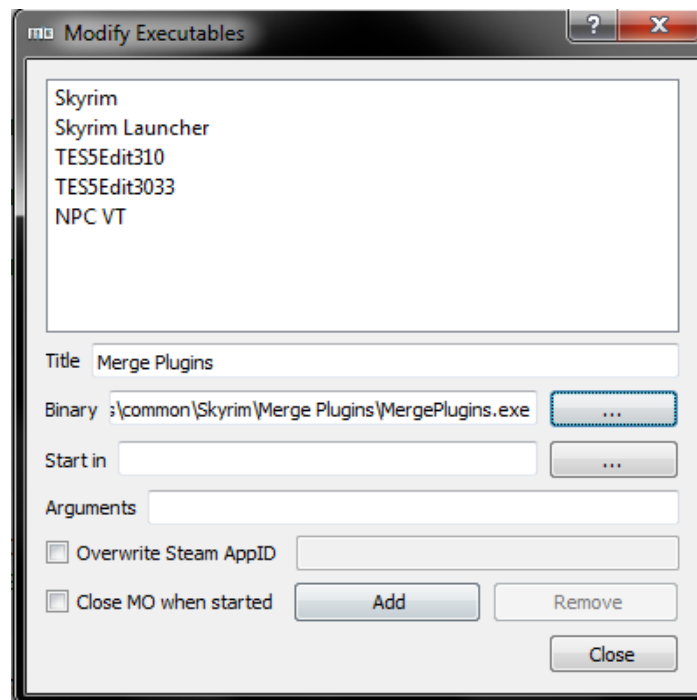 mo Modify Executables
Skyrim
Skyrim Launcher
TES5Edit310
TES5Edit3033
NPC VT
Title Merge Plugins
Binary s\common\Skyrim\Merge Plugins\MergePlugins.exe ...
Start in ...
Arguments
Overwrite Steam AppID
Close MO when started Add Remove
Close